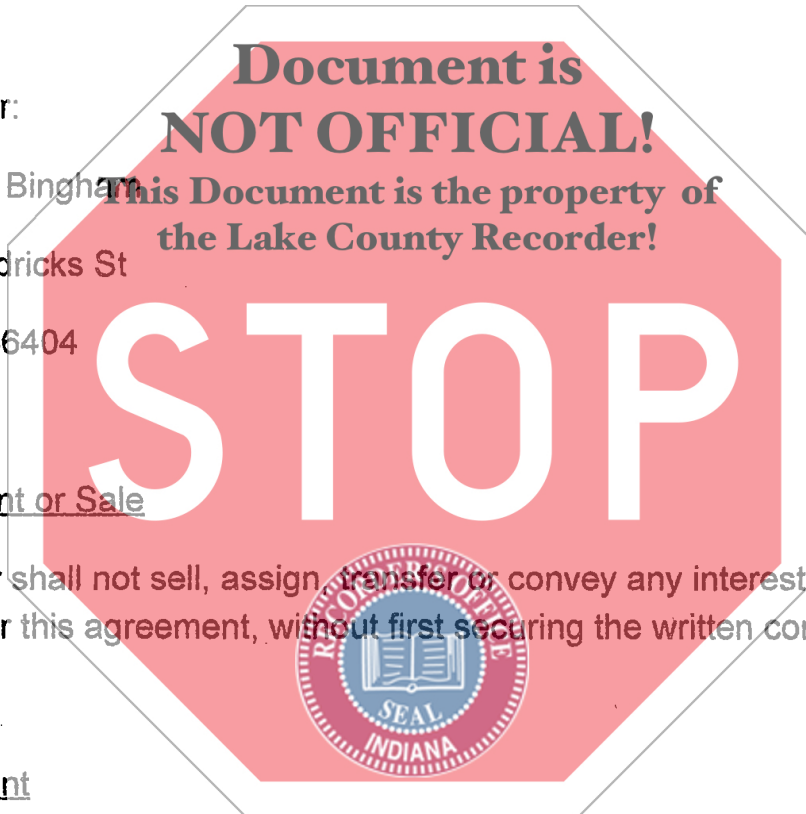 Document is
r:
NOT OFFICIAL!
Bingham
This Document is the property of
the Lake County Recorder!
dricks St
6404
STOP
nt or Sale
r shall not sell, assign, transfer or convey any interest
r this agreement, without first securing the written con
RECORDER'S OFFICE
SEAL
INDIANA
nt